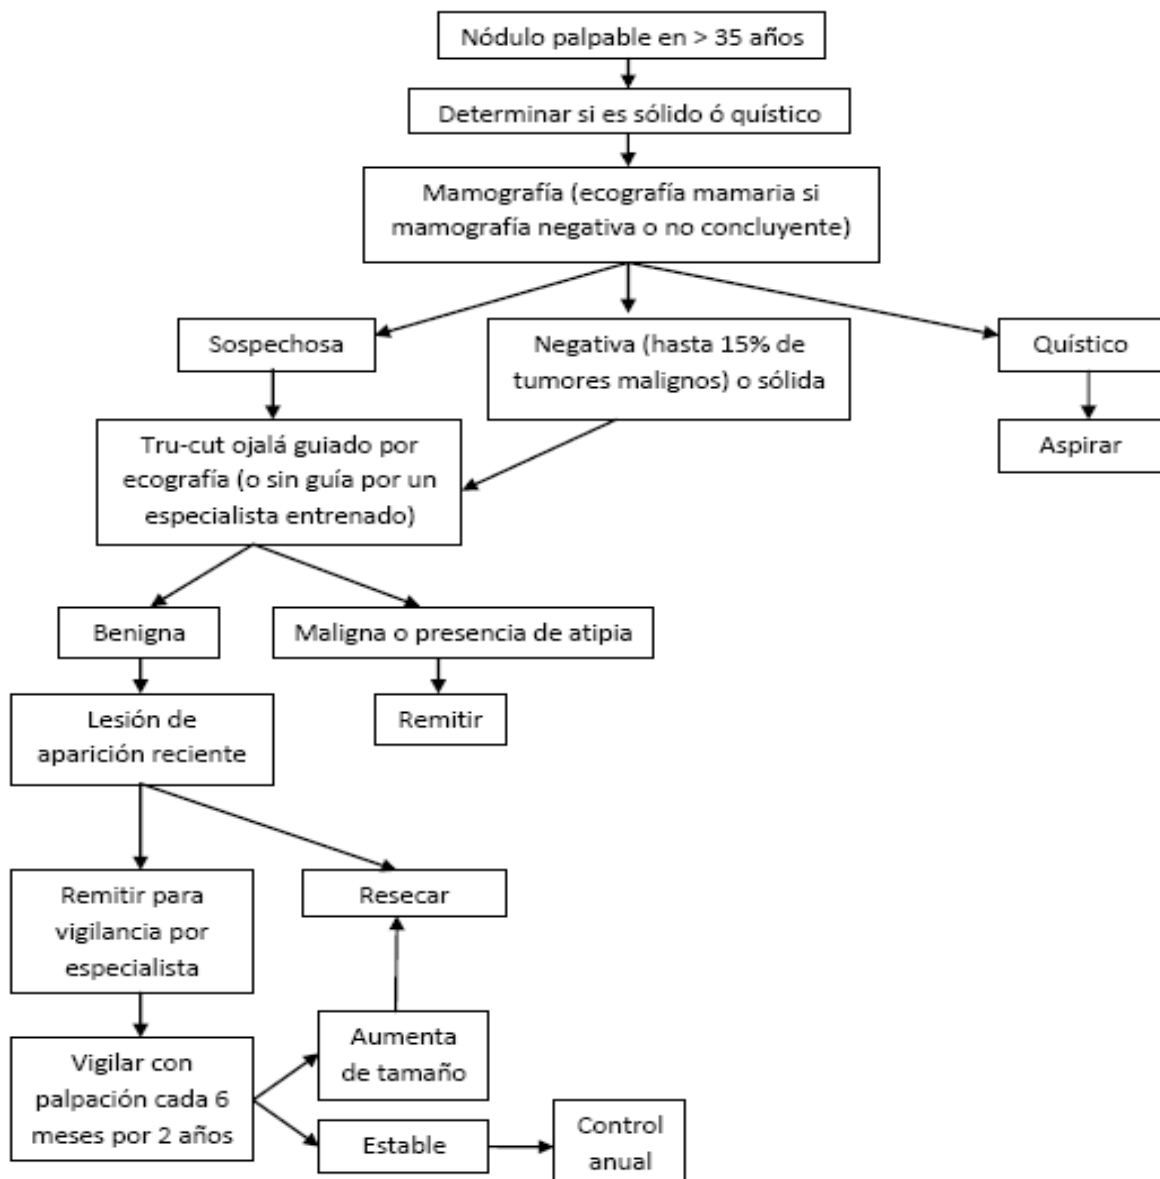 Nódulo palpable en > 35 años
Determinar si es sólido ó quístico
Mamografía (ecografía mamaria si
mamografía negativa o no concluyente)
Sospechosa
Negativa (hasta 15% de
tumores malignos) o sólida
Quístico
Tru-cut ojalá guiado por
ecografía (o sin guía por un
especialista entrenado)
Aspirar
Benigna
Maligna o presencia de atipia
Lesión de
aparición reciente
Remitir
Remitir para
vigilancia por
especialista
Resecar
Vigilar con
palpación cada 6
meses por 2 años
Aumenta
de tamaño
Estable
Control
anual